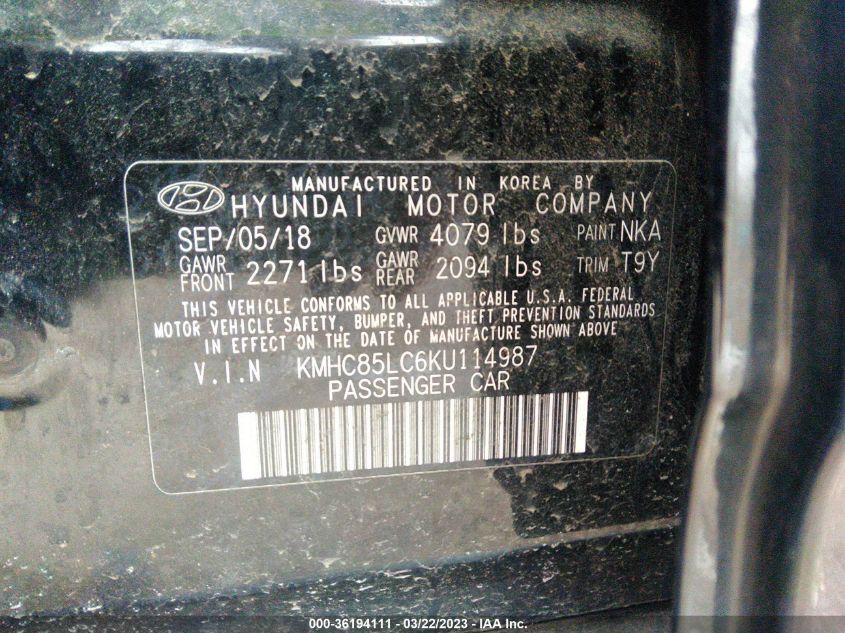 MANUFACTURED IN KOREA BY
HYUNDAI MOTOR COMPANY
SEP/05/18 GVWR 4079 lbs PAINT NKA
GAWR FRONT 2271 lbs GAWR REAR 2094 lbs TRIM T9Y
THIS VEHICLE CONFORMS TO ALL APPLICABLE U.S.A. FEDERAL
MOTOR VEHICLE SAFETY, BUMPER, AND THEFT PREVENTION STANDARDS
IN EFFECT ON THE DATE OF MANUFACTURE SHOWN ABOVE
V.I.N KMHC85LC6KU114987
PASSENGER CAR
000-36194111 - 03/22/2023 - IAA Inc.